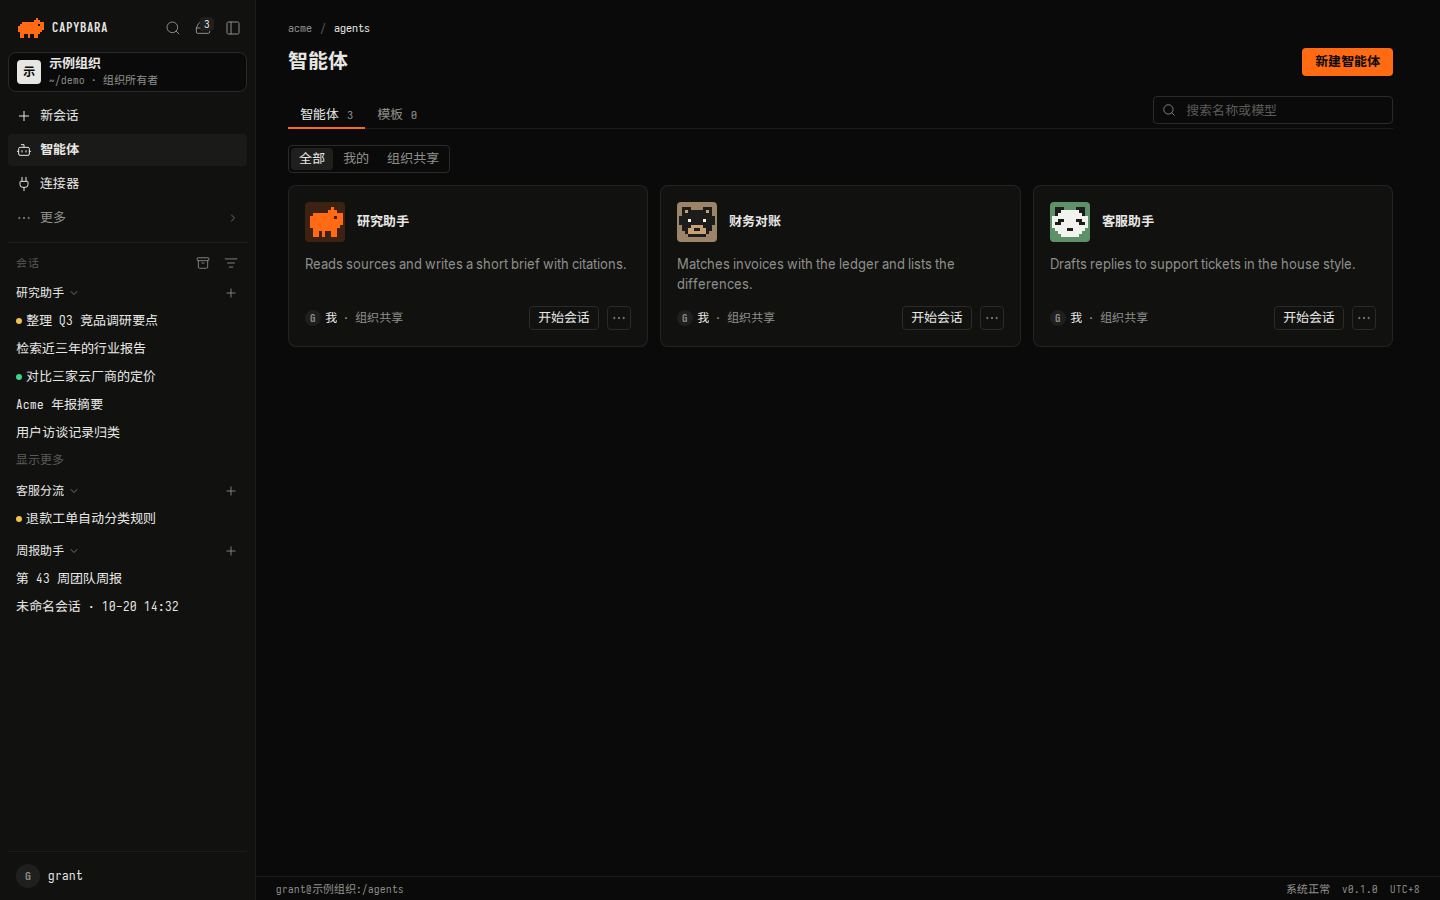 CAPYBARA
3
示
示例组织
~/demo · 组织所有者
新会话
智能体
连接器
更多
会话
研究助手
整理 Q3 竞品调研要点
检索近三年的行业报告
对比三家云厂商的定价
Acme 年报摘要
用户访谈记录归类
显示更多
客服分流
退款工单自动分类规则
周报助手
第 43 周团队周报
未命名会话 · 10-20 14:32
G
grant
acme / agents
智能体
新建智能体
智能体 3
模板 0
搜索名称或模型
全部
我的
组织共享
研究助手
Reads sources and writes a short brief with citations.
G 我 · 组织共享
开始会话
财务对账
Matches invoices with the ledger and lists the
differences.
G 我 · 组织共享
开始会话
客服助手
Drafts replies to support tickets in the house style.
G 我 · 组织共享
开始会话
grant@示例组织:/agents
系统正常 v0.1.0 UTC+8